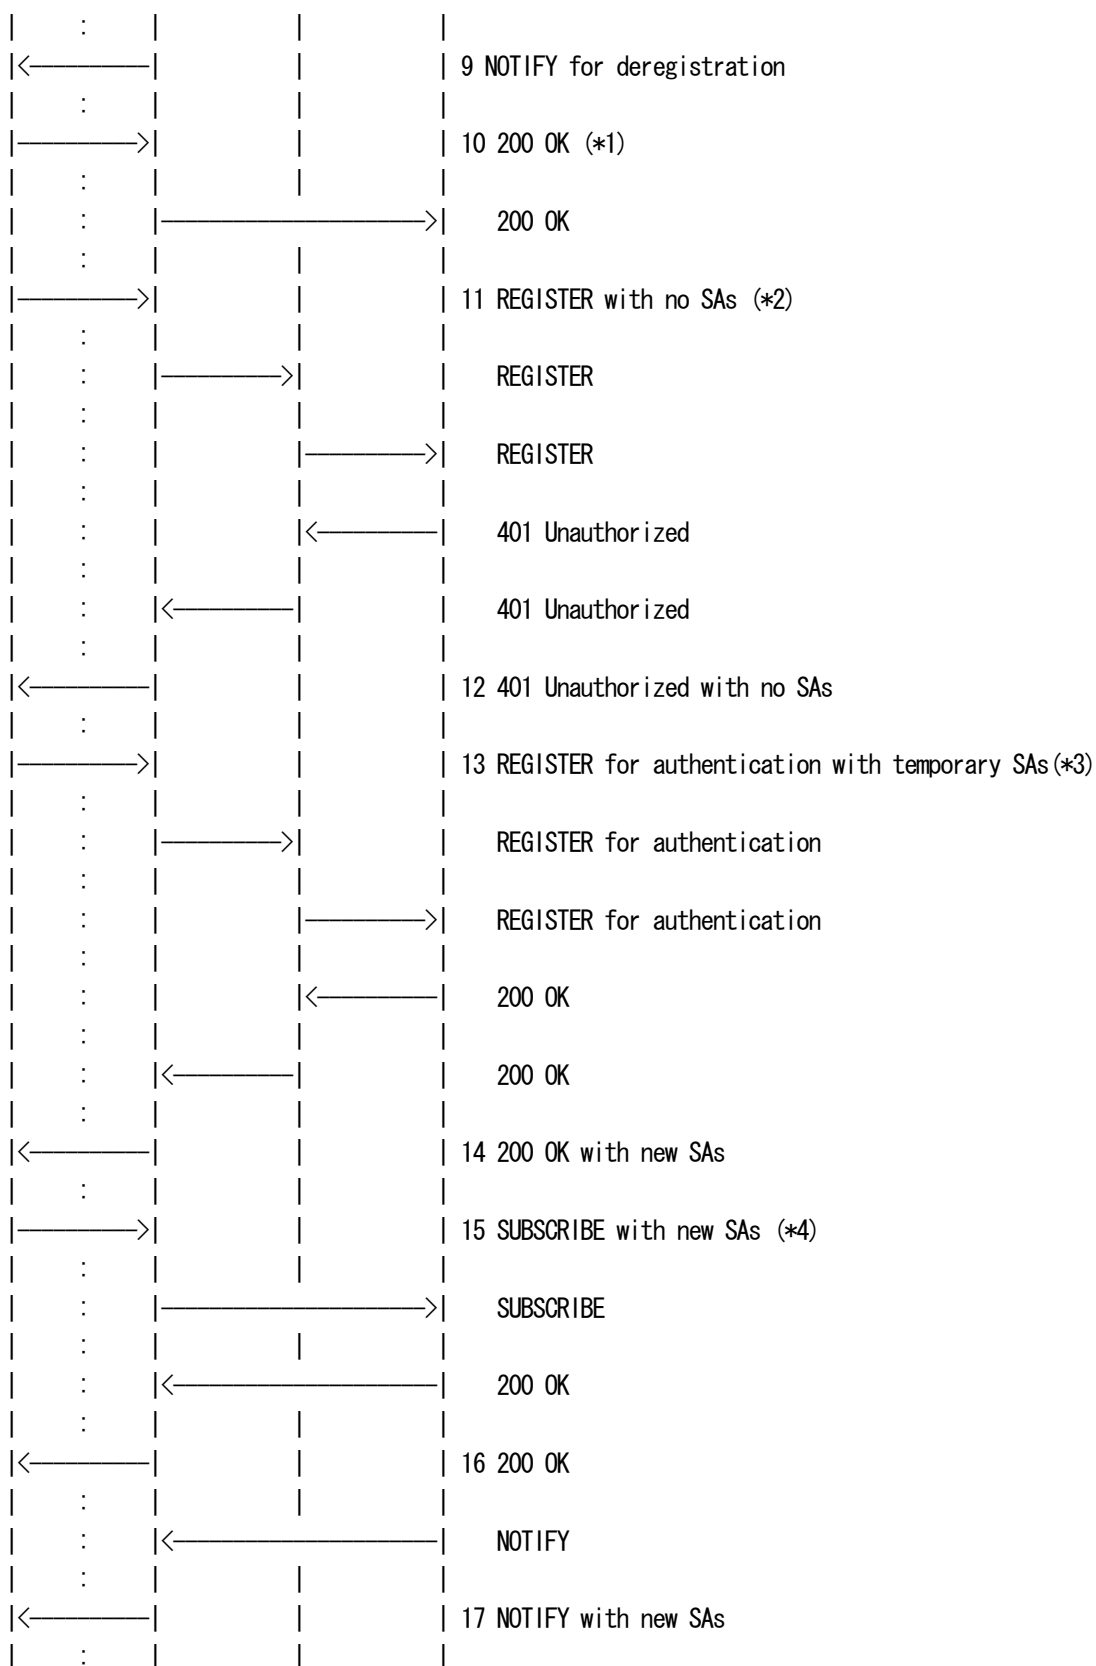 9 NOTIFY for deregistration
10 200 OK (*1)
200 OK
11 REGISTER with no SAs (*2)
REGISTER
REGISTER
401 Unauthorized
401 Unauthorized
12 401 Unauthorized with no SAs
13 REGISTER for authentication with temporary SAs(*3)
REGISTER for authentication
REGISTER for authentication
200 OK
200 OK
14 200 OK with new SAs
15 SUBSCRIBE with new SAs (*4)
SUBSCRIBE
200 OK
16 200 OK
NOTIFY
17 NOTIFY with new SAs